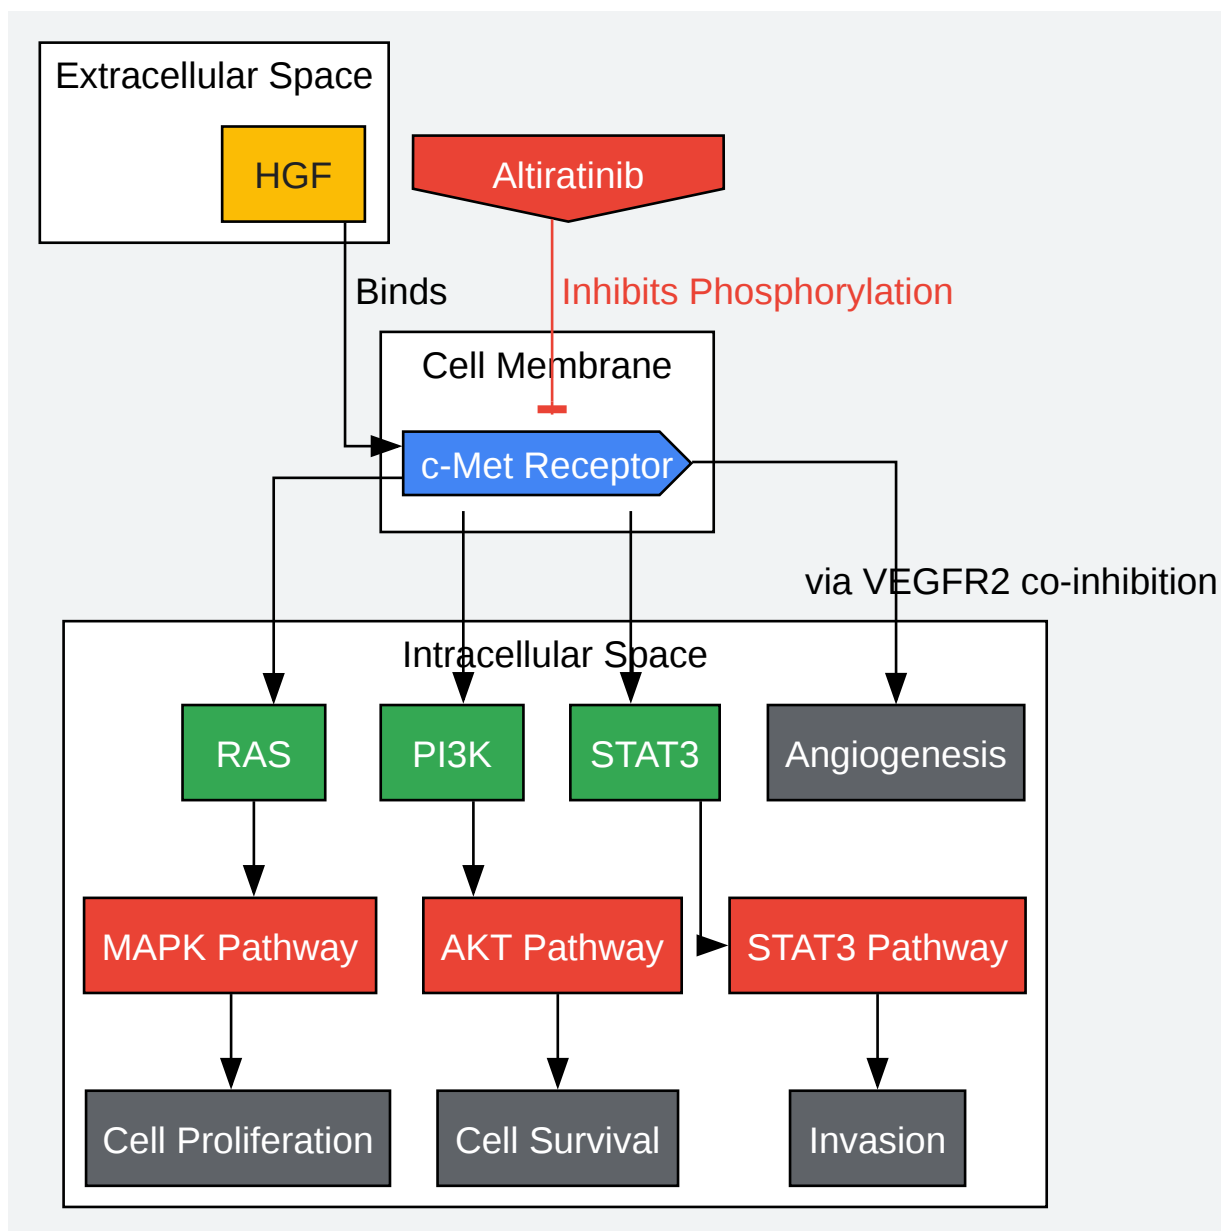 Extracellular Space
HGF
Altiratinib
Binds
Inhibits Phosphorylation
Cell Membrane
c-Met Receptor
via VEGFR2 co-inhibition
Intracellular Space
RAS
PI3K
STAT3
Angiogenesis
MAPK Pathway
AKT Pathway
STAT3 Pathway
Cell Proliferation
Cell Survival
Invasion